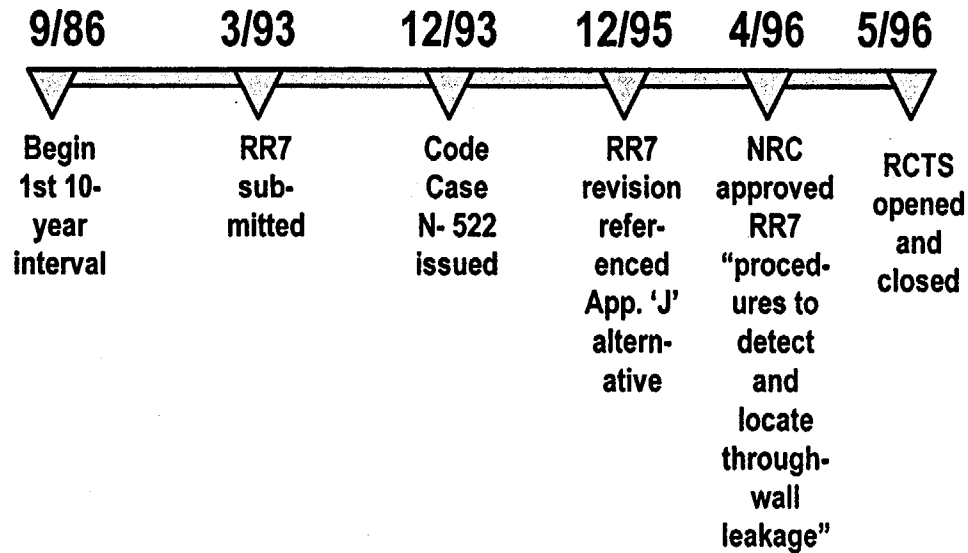 9/86 3/93 12/93 12/95 4/96 5/96
Begin
1st 10-
year
interval
RR7
sub-
mitted
Code
Case
N- 522
issued
RR7
revision
refer-
enced
App. 'J'
altern-
ative
NRC
approved
RR7
“proced-
ures to
detect
and
locate
through-
wall
leakage”
RCTS
opened
and
closed